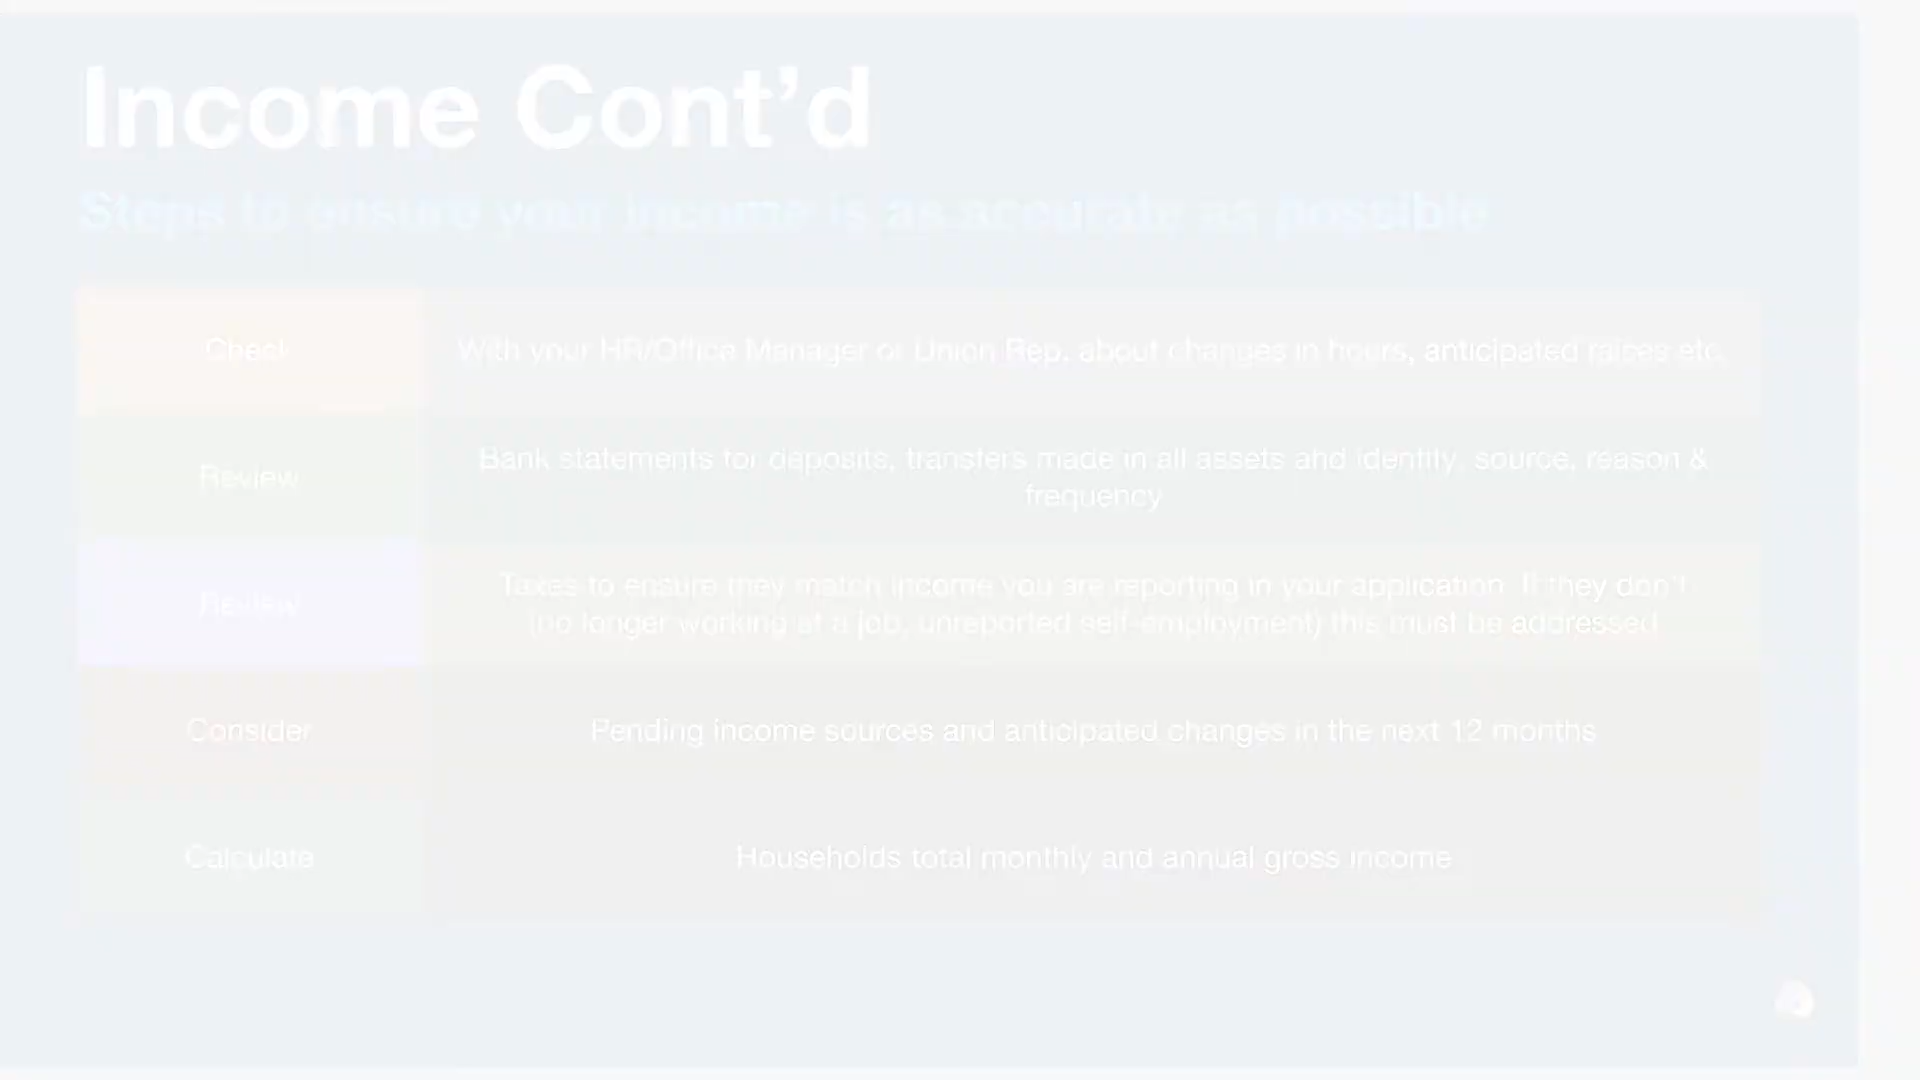 Income Cont’d
Steps to ensure your income is as accurate as possible
Check
With your HR/Office Manager or Union Rep. about changes in hours, anticipated raises etc.
Review
Bank statements for deposits, transfers made in all assets and identify, source, reason &
frequency
Review
Taxes to ensure they match income you are reporting in your application. If they don’t
(no longer working at a job, unreported self-employment) this must be addressed
Consider
Pending income sources and anticipated changes in the next 12 months
Calculate
Households total monthly and annual gross income